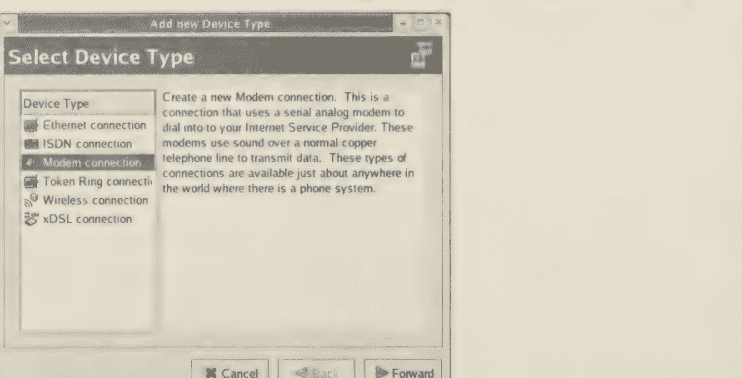 Add new Device Type
Select Device Type
Device Type
Ethernet connection
ISDN connection
Modem connection
Token Ring connecti
Wireless connection
xDSL connection
Create a new Modem connection. This is a
connection that uses a serial analog modem to
dial into to your Internet Service Provider. These
modems use sound over a normal copper
telephone line to transmit data. These types of
connections are available just about anywhere in
the world where there is a phone system.
Cancel
Back
Forward